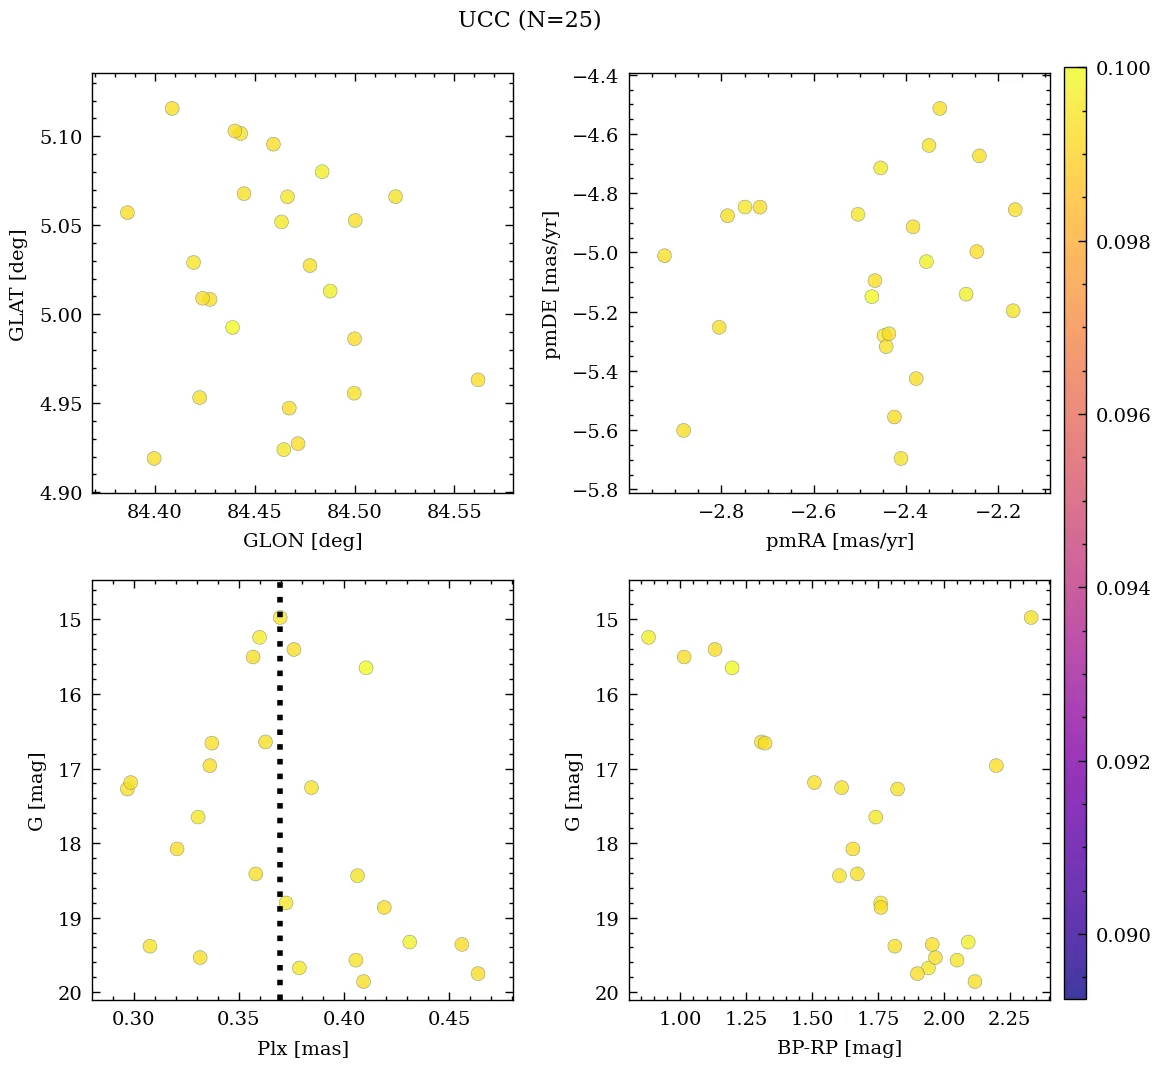 UCC (N=25)
5.10
5.05
5.00
4.95
4.90
GLAT [deg]
84.40 84.45 84.50 84.55
GLON [deg]
−4.4
−4.6
−4.8
−5.0
−5.2
−5.4
−5.6
−5.8
pmDE [mas/yr]
−2.8 −2.6 −2.4 −2.2
pmRA [mas/yr]
15
16
17
18
19
20
G [mag]
0.30 0.35 0.40 0.45
Plx [mas]
15
16
17
18
19
20
G [mag]
1.00 1.25 1.50 1.75 2.00 2.25
BP-RP [mag]
0.100
0.098
0.096
0.094
0.092
0.090